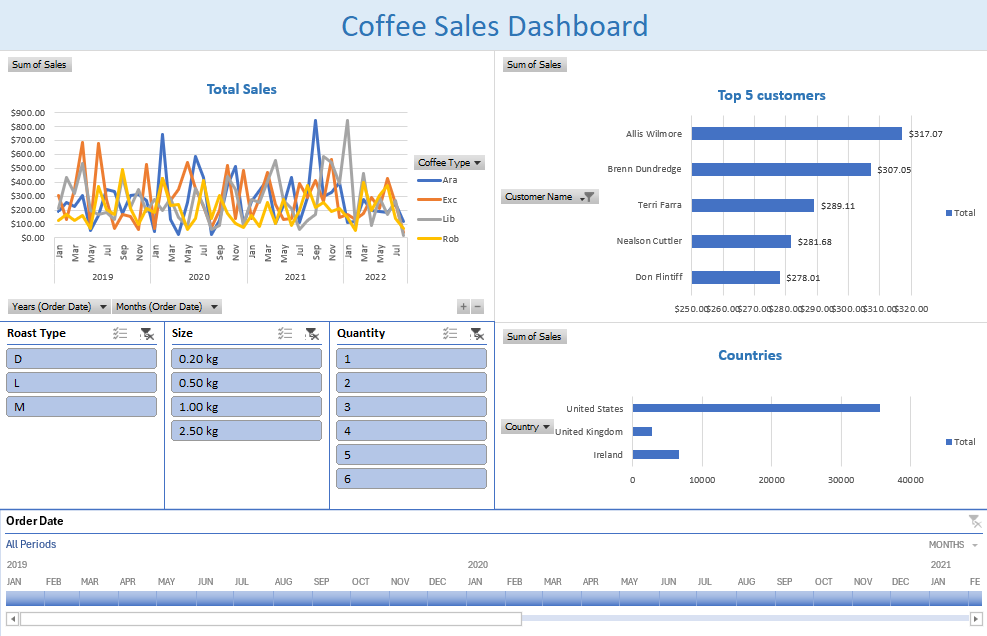 Coffee Sales Dashboard
Sum of Sales
Total Sales
$900.00
$800.00
$700.00
$600.00
$500.00
$400.00
$300.00
$200.00
$100.00
$0.00
Jan Mar May Jul Sep Nov Jan Mar May Jul Sep Nov Jan Mar May Jul Sep Nov Jan Mar May Jul
2019 2020 2021 2022
Coffee Type
Ara
Exc
Lib
Rob
Years (Order Date) Months (Order Date)
+ −
Sum of Sales
Top 5 customers
Customer Name
Allis Wilmore $317.07
Brenn Dundredge $307.05
Terri Farra $289.11
Nealson Cuttler $281.68
Don Flintiff $278.01
$250.00$260.00$270.00$280.00$290.00$300.00$310.00$320.00
Total
Roast Type
D
L
M
Size
0.20 kg
0.50 kg
1.00 kg
2.50 kg
Quantity
1
2
3
4
5
6
Sum of Sales
Countries
Country
United States
United Kingdom
Ireland
0 10000 20000 30000 40000
Total
Order Date
All Periods MONTHS
2019 2020 2021
JAN FEB MAR APR MAY JUN JUL AUG SEP OCT NOV DEC JAN FEB MAR APR MAY JUN JUL AUG SEP OCT NOV DEC JAN FE